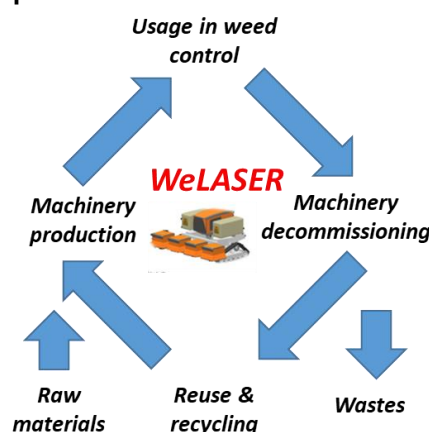 Usage in weed
control
WeLASER
Machinery
production
Machinery
decommissioning
Raw
materials
Reuse &
recycling
Wastes